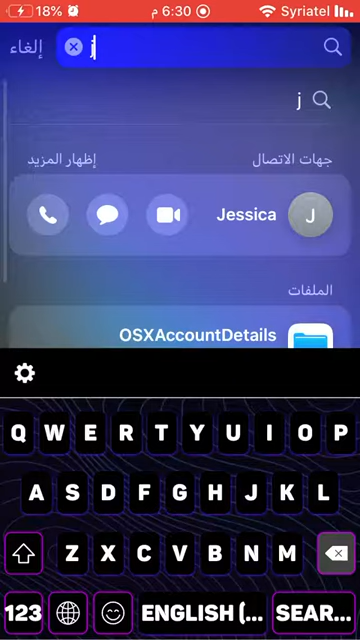 18% 6:30 م Syriatel
إلغاء j
j
جهات الاتصال إظهار المزيد
Jessica J
الملفات
OSXAccountDetails
Q W E R T Y U I O P
A S D F G H J K L
Z X C V B N M
123 ENGLISH (... SEAR...